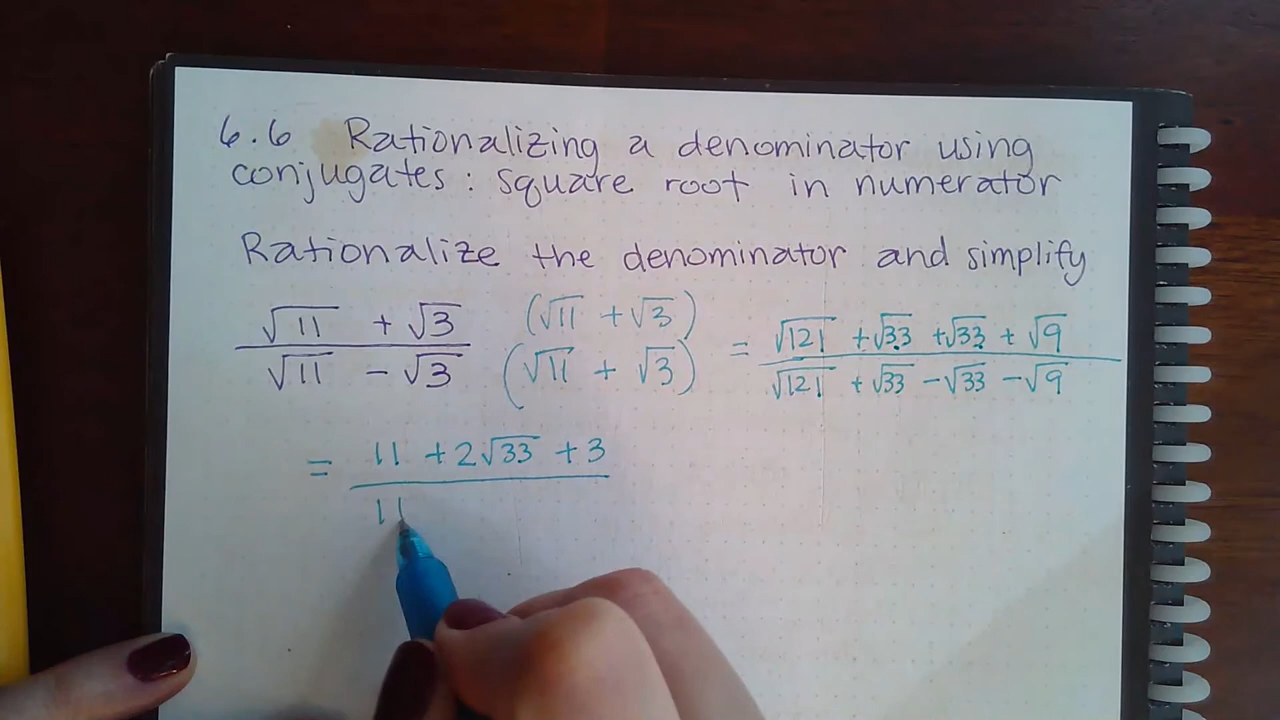 6.6 Rationalizing a denominator using
conjugates: square root in numerator
Rationalize the denominator and simplify
√11 + √3 (√11 + √3) = √121 + √33 + √33 + √9
√11 - √3 (√11 + √3) √121 + √33 - √33 - √9
= 11 + 2√33 + 3
11